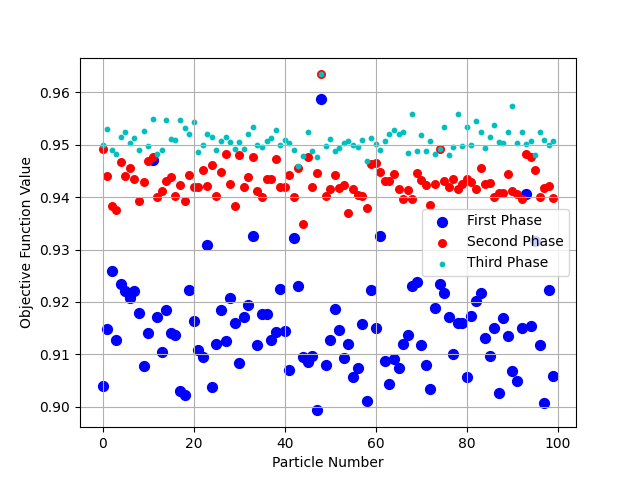 0.96
0.95
0.94
0.93
0.92
0.91
0.90
Objective Function Value
First Phase
Second Phase
Third Phase
0
20
40
60
80
100
Particle Number